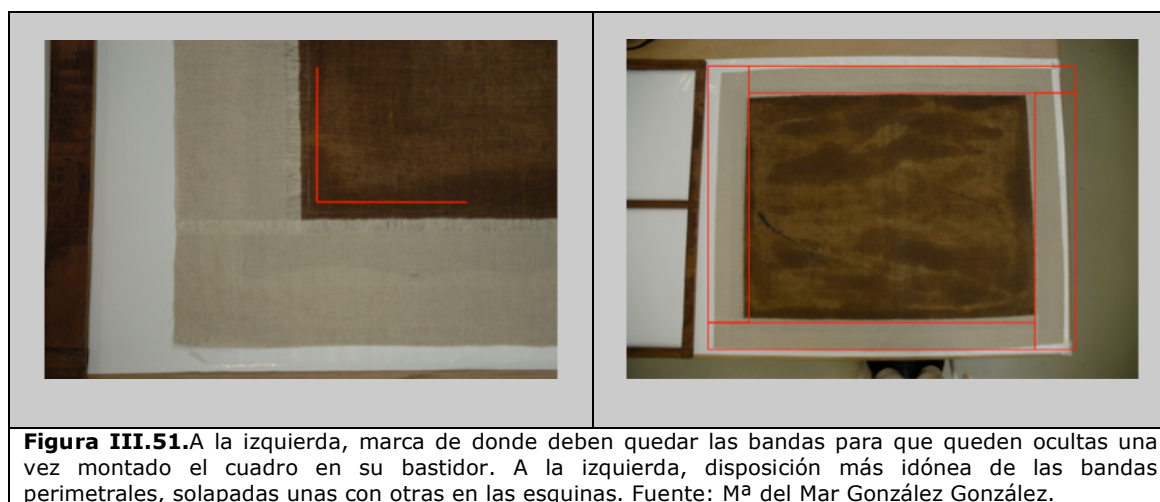 Figura III.51.A la izquierda, marca de donde deben quedar las bandas para que queden ocultas una
vez montado el cuadro en su bastidor. A la izquierda, disposición más idónea de las bandas
perimetrales, solapadas unas con otras en las esquinas. Fuente: Mª del Mar González González.